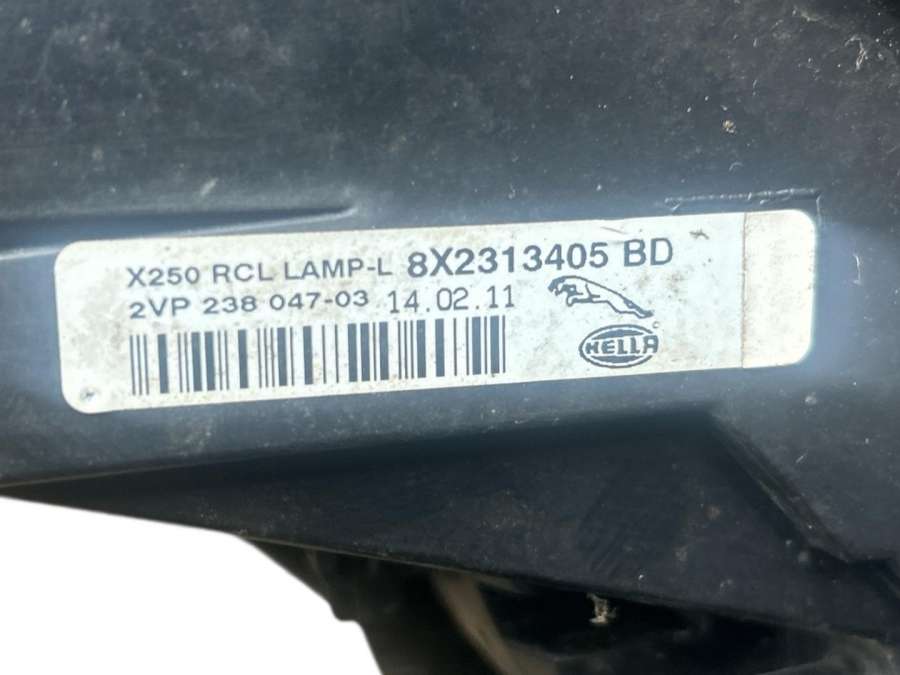 X250 RCL LAMP-L 8X2313405 BD
2VP 238 047-03 14.02.11
HELLA